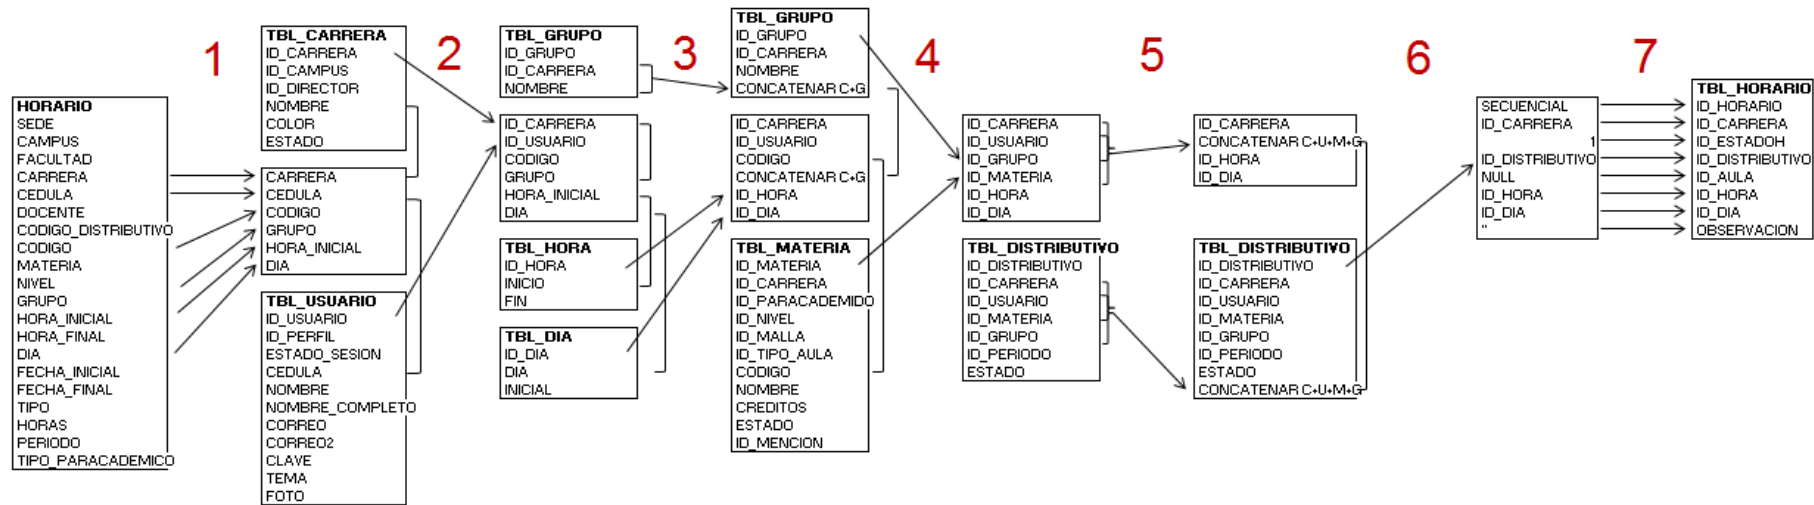 1
2
3
4
5
6
7
HORARIO
SEDE
CAMPUS
FACULTAD
CARRERA
CEDULA
DOCENTE
CODIGO_DISTRIBUTIVO
CODIGO
MATERIA
NIVEL
GRUPO
HORA_INICIAL
HORA_FINAL
DIA
FECHA_INICIAL
FECHA_FINAL
TIPO
HORAS
PERIODO
TIPO_PARACADEMICO
TBL_CARRERA
ID_CARRERA
ID_CAMPUS
ID_DIRECTOR
NOMBRE
COLOR
ESTADO
CARRERA
CEDULA
CODIGO
GRUPO
HORA_INICIAL
DIA
TBL_USUARIO
ID_USUARIO
ID_PERFIL
ESTADO_SESION
CEDULA
NOMBRE
NOMBRE_COMPLETO
CORREO
CORREO2
CLAVE
TEMA
FOTO
TBL_GRUPO
ID_GRUPO
ID_CARRERA
NOMBRE
ID_CARRERA
ID_USUARIO
CODIGO
GRUPO
HORA_INICIAL
DIA
TBL_HORA
ID_HORA
INICIO
FIN
TBL_DIA
ID_DIA
DIA
INICIAL
TBL_GRUPO
ID_GRUPO
ID_CARRERA
NOMBRE
CONCATENAR C+G
ID_CARRERA
ID_USUARIO
CODIGO
CONCATENAR C+G
ID_HORA
ID_DIA
TBL_MATERIA
ID_MATERIA
ID_CARRERA
ID_PARACADEMIDO
ID_NIVEL
ID_MALLA
ID_TIPO_AULA
CODIGO
NOMBRE
CREDITOS
ESTADO
ID_MENCION
ID_CARRERA
ID_USUARIO
ID_GRUPO
ID_MATERIA
ID_HORA
ID_DIA
TBL_DISTRIBUTIVO
ID_DISTRIBUTIVO
ID_CARRERA
ID_USUARIO
ID_MATERIA
ID_GRUPO
ID_PERIODO
ESTADO
ID_CARRERA
CONCATENAR C+U+M+G
ID_HORA
ID_DIA
TBL_DISTRIBUTIVO
ID_DISTRIBUTIVO
ID_CARRERA
ID_USUARIO
ID_MATERIA
ID_GRUPO
ID_PERIODO
ESTADO
CONCATENAR C+U+M+G
SECUENCIAL
ID_CARRERA
1
ID_DISTRIBUTIVO
NULL
ID_HORA
ID_DIA
"
TBL_HORARIO
ID_HORARIO
ID_CARRERA
ID_ESTADOH
ID_DISTRIBUTIVO
ID_AULA
ID_HORA
ID_DIA
OBSERVACION